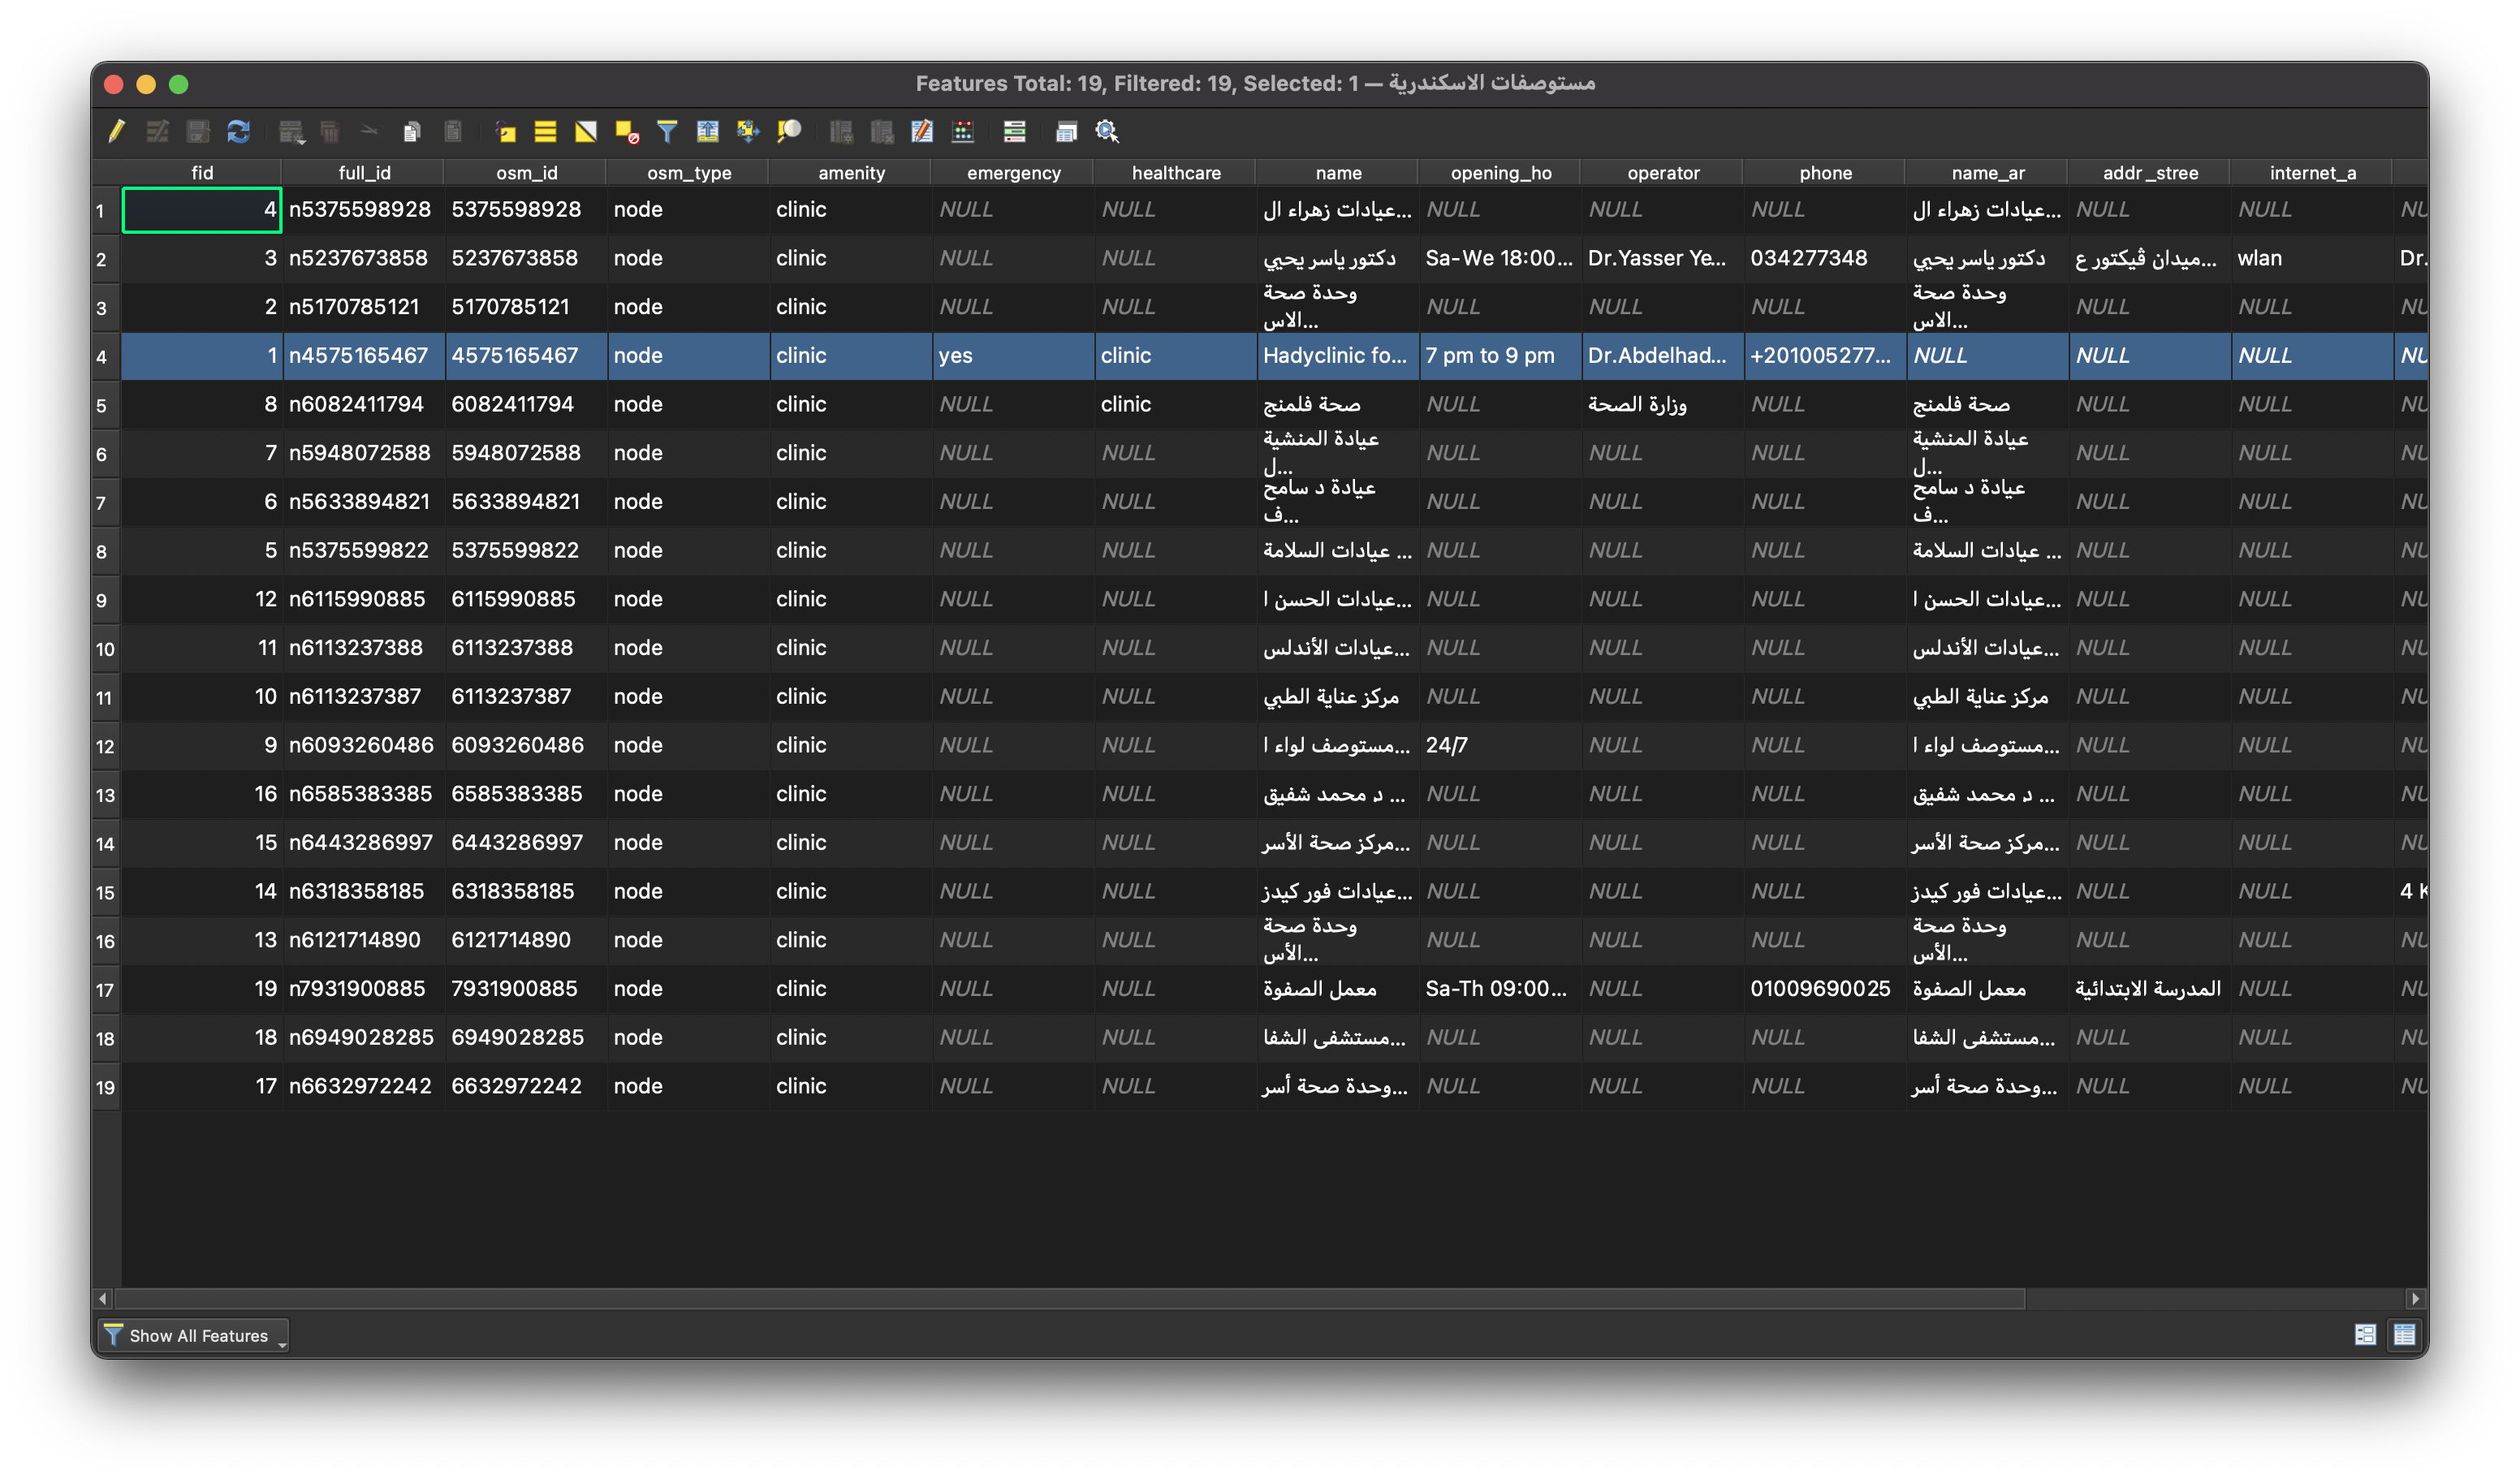 Features Total: 19, Filtered: 19, Selected: 1 — مستوصفات الاسكندرية
fid full_id osm_id osm_type amenity emergency healthcare name opening_ho operator phone name_ar addr_stree internet_a
1 4 n5375598928 5375598928 node clinic NULL NULL عيادات زهراء ال... NULL NULL NULL عيادات زهراء ال... NULL NULL NU
2 3 n5237673858 5237673858 node clinic NULL NULL دكتور ياسر يحيي Sa-We 18:00... Dr.Yasser Ye... 034277348 دكتور ياسر يحيي ميدان ڤيكتور ع... wlan Dr.
3 2 n5170785121 5170785121 node clinic NULL NULL وحدة صحة الاس... NULL NULL NULL وحدة صحة الاس... NULL NULL NU
4 1 n4575165467 4575165467 node clinic yes clinic Hadyclinic fo... 7 pm to 9 pm Dr.Abdelhad... +201005277... NULL NULL NULL NU
5 8 n6082411794 6082411794 node clinic NULL clinic صحة فلمنج NULL وزارة الصحة NULL صحة فلمنج NULL NULL NU
6 7 n5948072588 5948072588 node clinic NULL NULL عيادة المنشية ل... NULL NULL NULL عيادة المنشية ل... NULL NULL NU
7 6 n5633894821 5633894821 node clinic NULL NULL عيادة د سامح ف... NULL NULL NULL عيادة د سامح ف... NULL NULL NU
8 5 n5375599822 5375599822 node clinic NULL NULL عيادات السلامة ... NULL NULL NULL عيادات السلامة ... NULL NULL NU
9 12 n6115990885 6115990885 node clinic NULL NULL عيادات الحسن ا... NULL NULL NULL عيادات الحسن ا... NULL NULL NU
10 11 n6113237388 6113237388 node clinic NULL NULL عيادات الأندلس... NULL NULL NULL عيادات الأندلس... NULL NULL NU
11 10 n6113237387 6113237387 node clinic NULL NULL مركز عناية الطبي NULL NULL NULL مركز عناية الطبي NULL NULL NU
12 9 n6093260486 6093260486 node clinic NULL NULL مستوصف لواء ا... 24/7 NULL NULL مستوصف لواء ا... NULL NULL NU
13 16 n6585383385 6585383385 node clinic NULL NULL د. محمد شفيق ... NULL NULL NULL د. محمد شفيق ... NULL NULL NU
14 15 n6443286997 6443286997 node clinic NULL NULL مركز صحة الأسر... NULL NULL NULL مركز صحة الأسر... NULL NULL NU
15 14 n6318358185 6318358185 node clinic NULL NULL عيادات فور كيدز... NULL NULL NULL عيادات فور كيدز... NULL NULL 4 K
16 13 n6121714890 6121714890 node clinic NULL NULL وحدة صحة الأس... NULL NULL NULL وحدة صحة الأس... NULL NULL NU
17 19 n7931900885 7931900885 node clinic NULL NULL معمل الصفوة Sa-Th 09:00... NULL 01009690025 معمل الصفوة المدرسة الابتدائية NULL NU
18 18 n6949028285 6949028285 node clinic NULL NULL مستشفى الشفا... NULL NULL NULL مستشفى الشفا... NULL NULL NU
19 17 n6632972242 6632972242 node clinic NULL NULL وحدة صحة أسر... NULL NULL NULL وحدة صحة أسر... NULL NULL NU
Show All Features